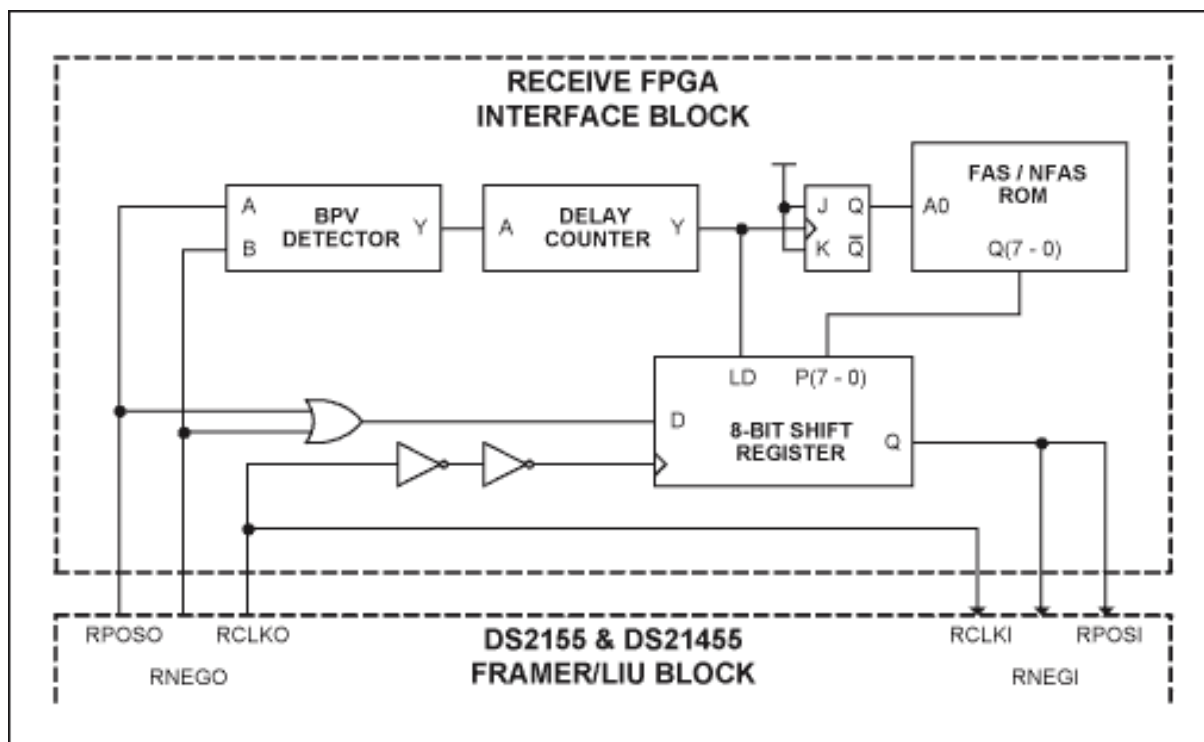 RECEIVE FPGA
INTERFACE BLOCK
A
B
BPV
DETECTOR
Y
A
DELAY
COUNTER
Y
J
Q
K
Q̅
FAS / NFAS
ROM
A0
Q(7 - 0)
LD
P(7 - 0)
D
8-BIT SHIFT
REGISTER
Q
RPOSO
RCLKO
RNEGO
DS2155 & DS21455
FRAMER/LIU BLOCK
RCLKI
RPOSI
RNEGI